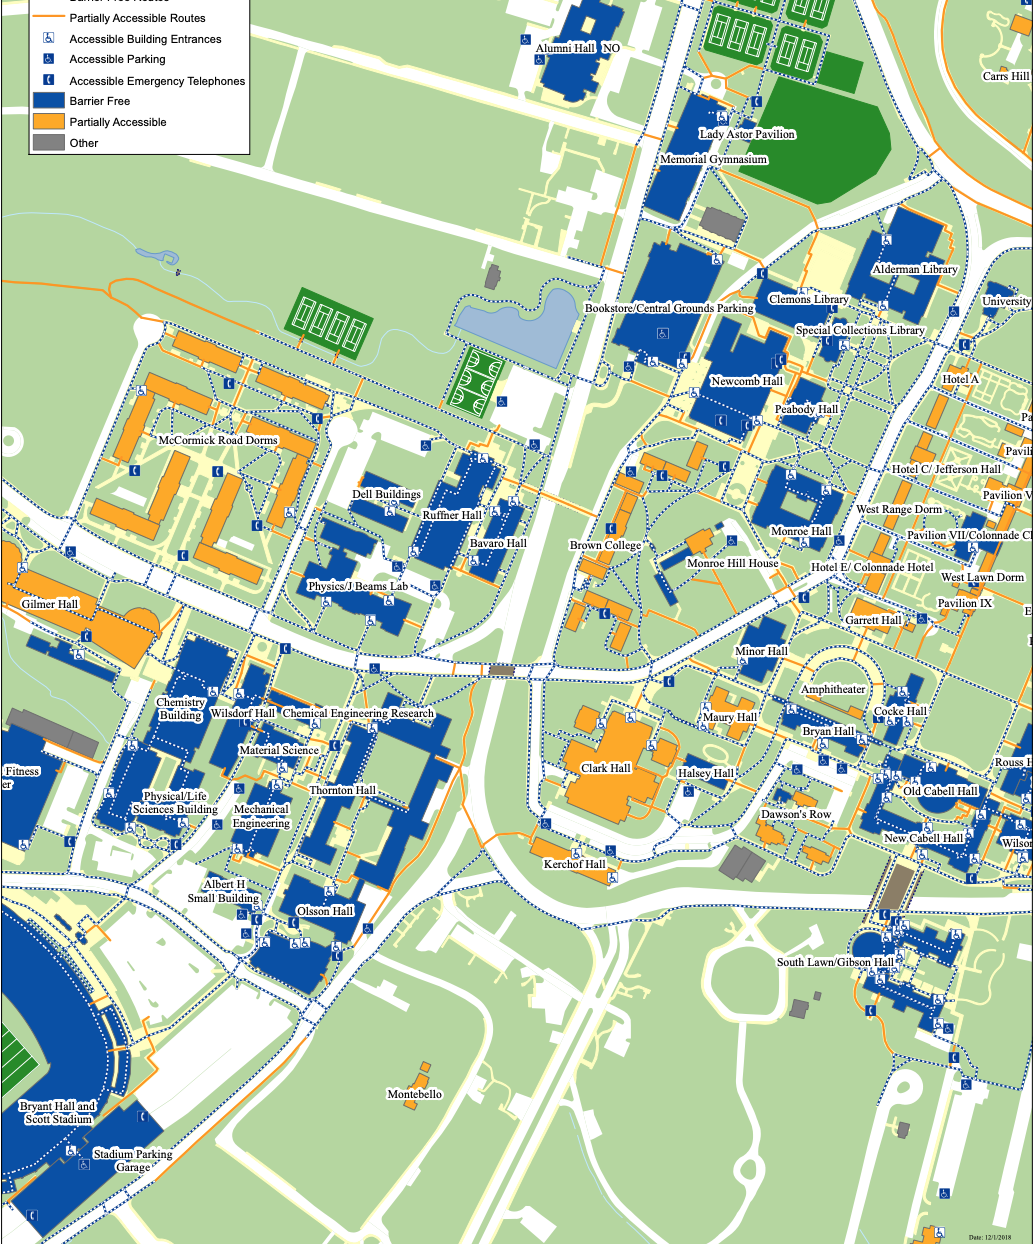 Partially Accessible Routes
Accessible Building Entrances
Accessible Parking
Accessible Emergency Telephones
Barrier Free
Partially Accessible
Other
Alumni Hall
NO
Carrs Hill
Lady Astor Pavilion
Memorial Gymnasium
Alderman Library
Clemons Library
University
Bookstore/Central Grounds Parking
Special Collections Library
Newcomb Hall
Hotel A
Peabody Hall
McCormick Road Dorms
Hotel C/ Jefferson Hall
Dell Buildings
Pavilion V
Ruffner Hall
West Range Dorm
Monroe Hall
Pavilion VII/Colonnade Cl
Bavaro Hall
Brown College
Monroe Hill House
Hotel E/ Colonnade Hotel
West Lawn Dorm
Physics/J Beams Lab
Gilmer Hall
Pavilion IX
Garrett Hall
Minor Hall
Amphitheater
Chemistry
Building
Wilsdorf Hall
Chemical Engineering Research
Maury Hall
Cocke Hall
Bryan Hall
Material Science
Rouss H
Fitness
er
Clark Hall
Halsey Hall
Thornton Hall
Old Cabell Hall
Physical/Life
Sciences Building
Mechanical
Engineering
Dawson's Row
New Cabell Hall
Wilson
Kerchof Hall
Albert H
Small Building
Olsson Hall
South Lawn/Gibson Hall
Montebello
Bryant Hall and
Scott Stadium
Stadium Parking
Garage
Date: 12/1/2018